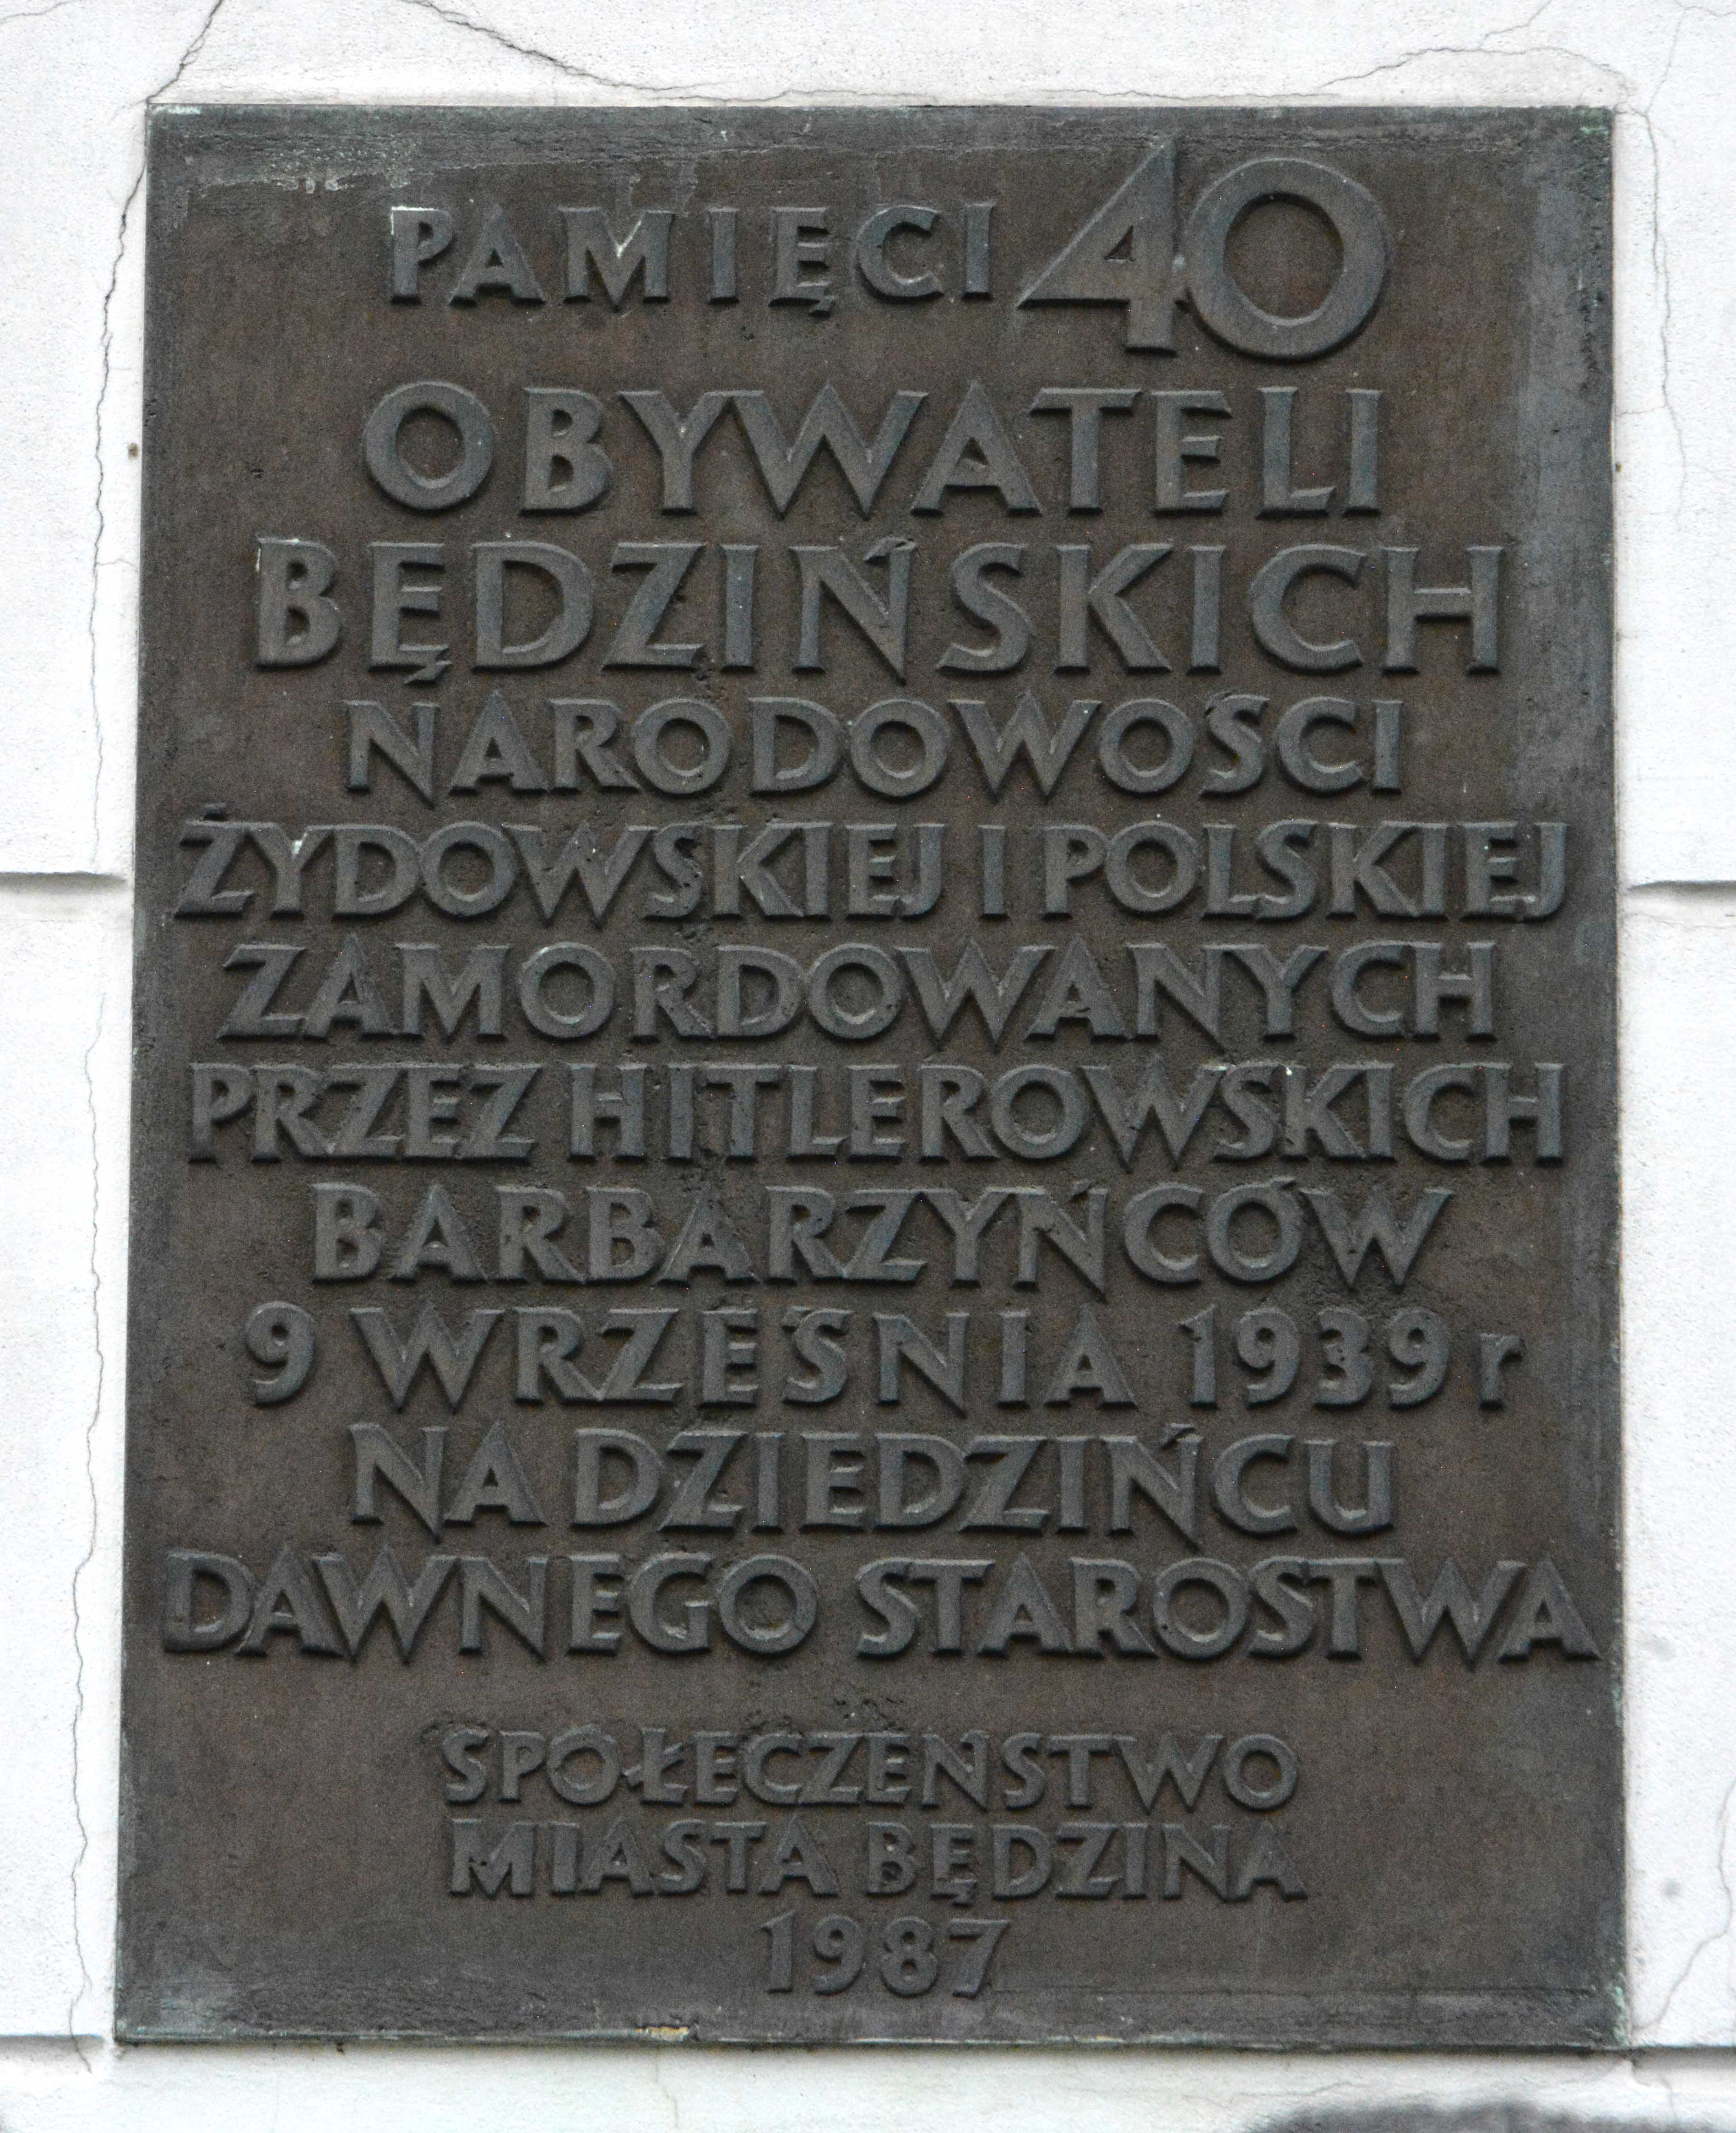 PAMIĘCI 40
OBYWATELI
BĘDZIŃSKICH
NARODOWOŚCI
ŻYDOWSKIEJ I POLSKIEJ
ZAMORDOWANYCH
PRZEZ HITLEROWSKICH
BARBARZYŃCÓW
9 WRZEŚNIA 1939 r
NA DZIEDZIŃCU
DAWNEGO STAROSTWA
SPOŁECZEŃSTWO
MIASTA BĘDZINA
1987